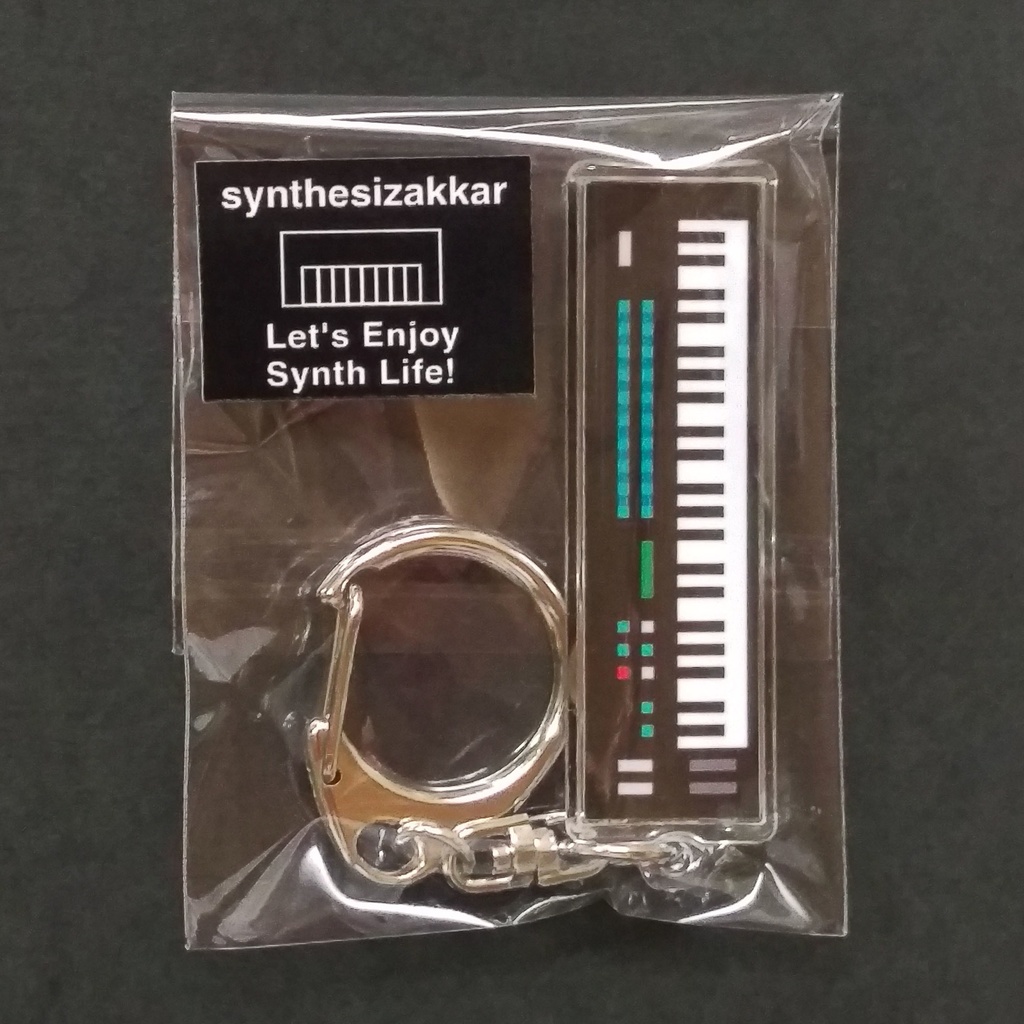 synthesizakkar
Let's Enjoy
Synth Life!